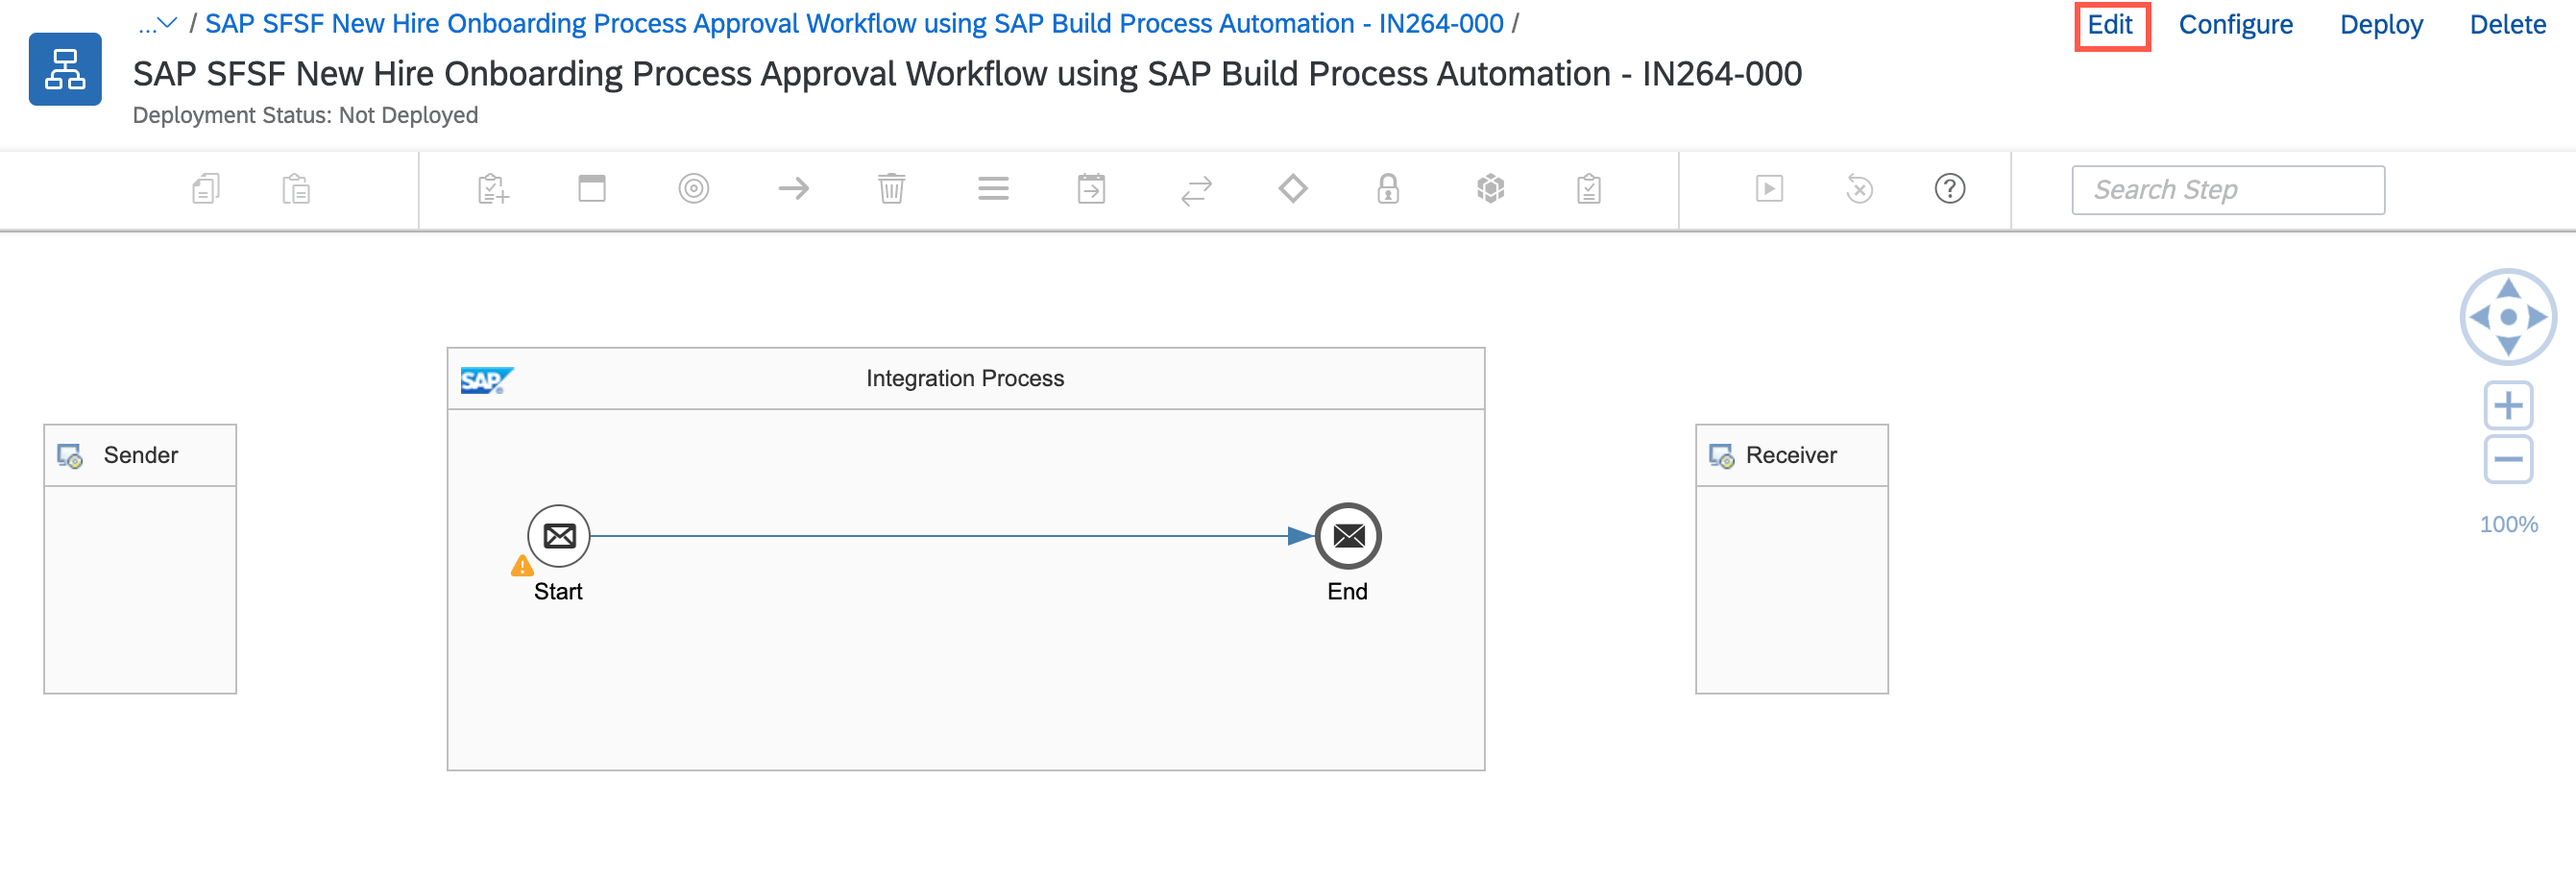 ... / SAP SFSF New Hire Onboarding Process Approval Workflow using SAP Build Process Automation - IN264-000 /
Edit Configure Deploy Delete
SAP SFSF New Hire Onboarding Process Approval Workflow using SAP Build Process Automation - IN264-000
Deployment Status: Not Deployed
Search Step
SAP Integration Process
Sender
Receiver
Start
End
100%